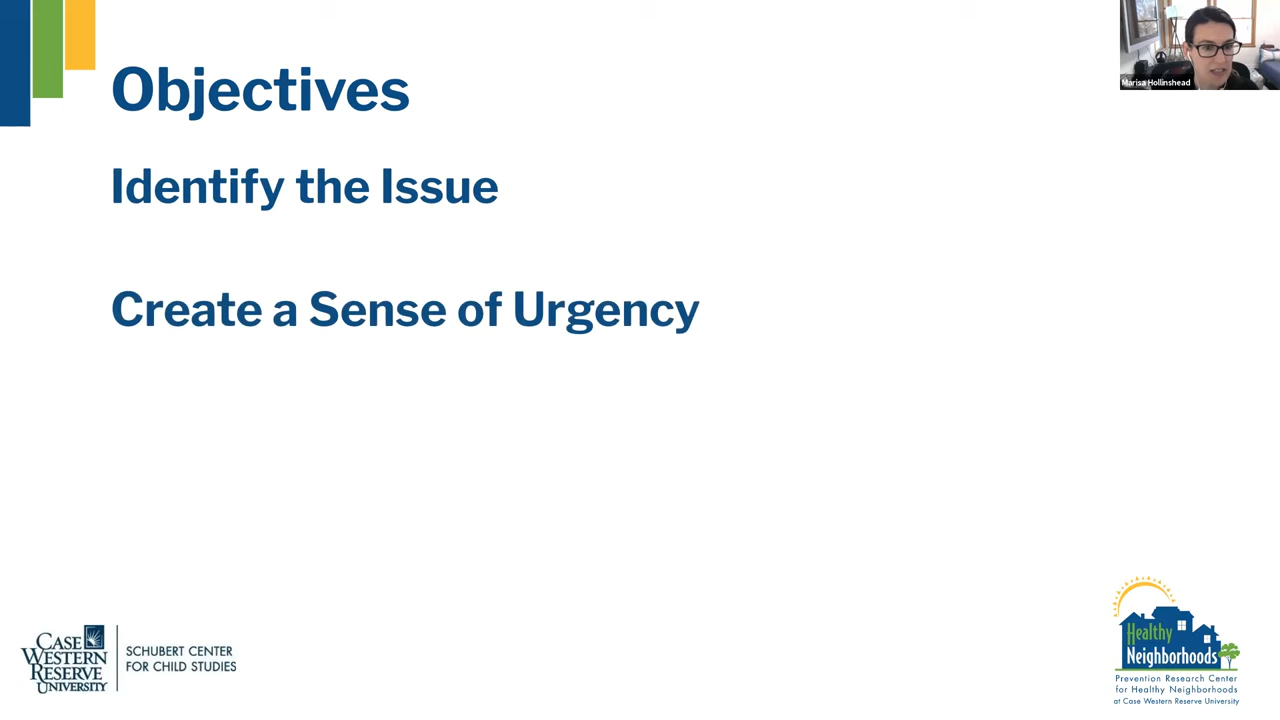 Objectives
Marisa Hollinshead
Identify the Issue
Create a Sense of Urgency
CASE
WESTERN
RESERVE
UNIVERSITY
SCHUBERT CENTER
FOR CHILD STUDIES
Healthy
Neighborhoods
Prevention Research Center
for Healthy Neighborhoods
at Case Western Reserve University